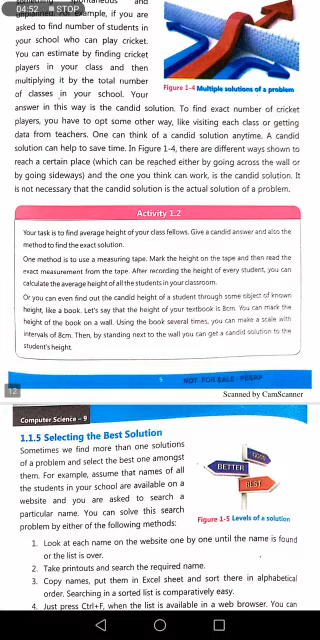 04:52 STOP
something spontaneous and
unplanned. For example, if you are
asked to find number of students in
your school who can play cricket.
You can estimate by finding cricket
players in your class and then
multiplying it by the total number
of classes in your school. Your
Figure 1-4 Multiple solutions of a problem
answer in this way is the candid solution. To find exact number of cricket
players, you have to opt some other way, like visiting each class or getting
data from teachers. One can think of a candid solution anytime. A candid
solution can help to save time. In Figure 1-4, there are different ways shown to
reach a certain place (which can be reached either by going across the wall or
by going sideways) and the one you think can work, is the candid solution. It
is not necessary that the candid solution is the actual solution of a problem.
Activity 1.2
Your task is to find average height of your class fellows. Give a candid answer and also the
method to find the exact solution.
One method is to use a measuring tape. Mark the height on the tape and then read the
exact measurement from the tape. After recording the height of every student, you can
calculate the average height of all the students in your classroom.
Or you can even find out the candid height of a student through some object of known
height, like a book. Let's say that the height of your textbook is 8cm. You can mark the
height of the book on a wall. Using the book several times, you can make a scale with
intervals of 8cm. Then, by standing next to the wall you can get a candid solution to the
student's height.
12
5
NOT FOR SALE - PESRP
Scanned by CamScanner
Computer Science - 9
1.1.5 Selecting the Best Solution
Sometimes we find more than one solutions
of a problem and select the best one amongst
them. For example, assume that names of all
the students in your school are available on a
website and you are asked to search a
particular name. You can solve this search
problem by either of the following methods:
GOOD
BETTER
BEST
Figure 1-5 Levels of a solution
1. Look at each name on the website one by one until the name is found
or the list is over.
2. Take printouts and search the required name.
3. Copy names, put them in Excel sheet and sort there in alphabetical
order. Searching in a sorted list is comparatively easy.
4. Just press Ctrl+F, when the list is available in a web browser. You can